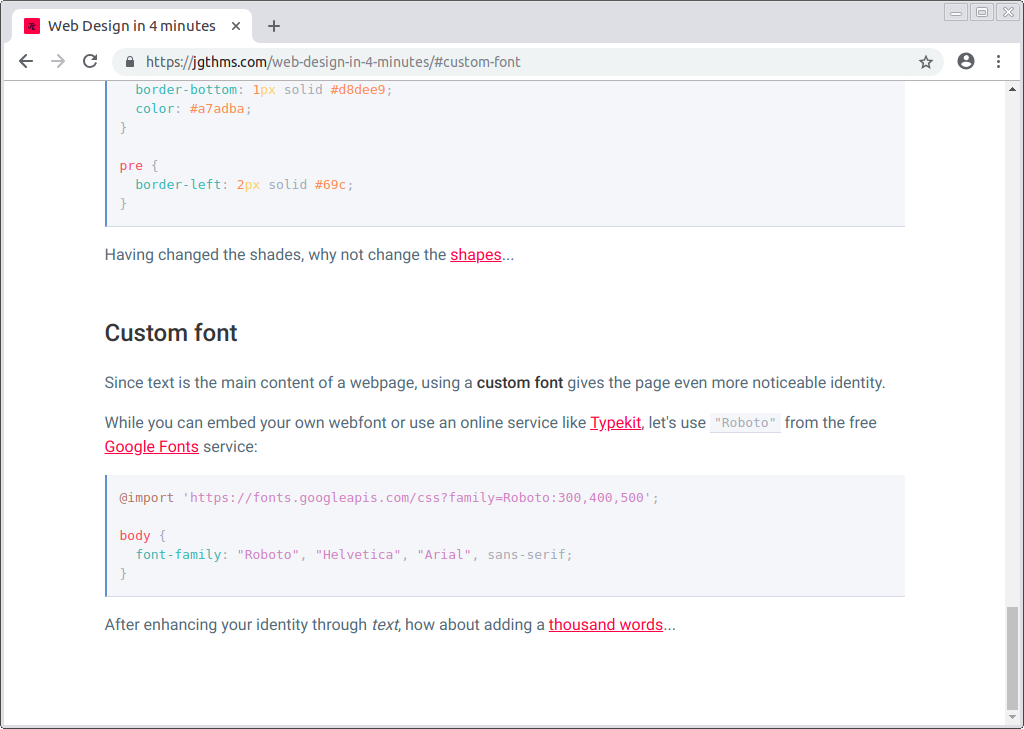 Web Design in 4 minutes
https://jgthms.com/web-design-in-4-minutes/#custom-font
border-bottom: 1px solid #d8dee9;
color: #a7adba;
}
pre {
border-left: 2px solid #69c;
}
Having changed the shades, why not change the shapes...
Custom font
Since text is the main content of a webpage, using a custom font gives the page even more noticeable identity.
While you can embed your own webfont or use an online service like Typekit, let's use "Roboto" from the free
Google Fonts service:
@import 'https://fonts.googleapis.com/css?family=Roboto:300,400,500';
body {
font-family: "Roboto", "Helvetica", "Arial", sans-serif;
}
After enhancing your identity through text, how about adding a thousand words...